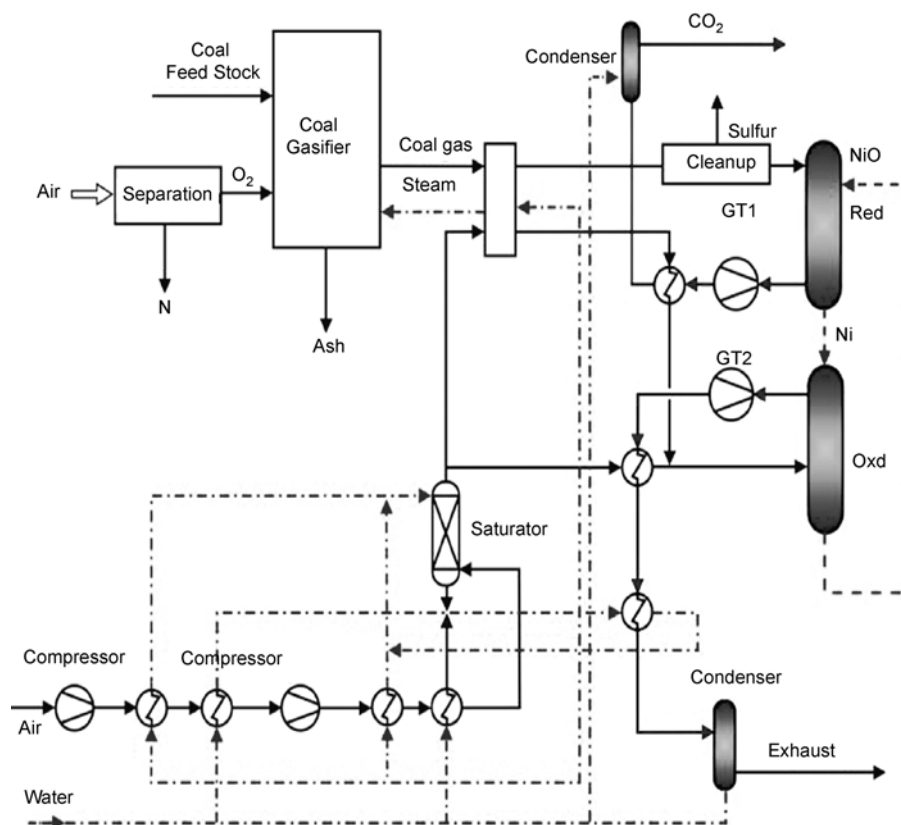 CO2
Condenser
Coal
Feed Stock
Coal
Gasifier
Coal gas
Steam
Sulfur
Cleanup
NiO
Red
Air
Separation
O2
GT1
N
Ash
Ni
GT2
Oxd
Saturator
Compressor
Compressor
Condenser
Air
Exhaust
Water